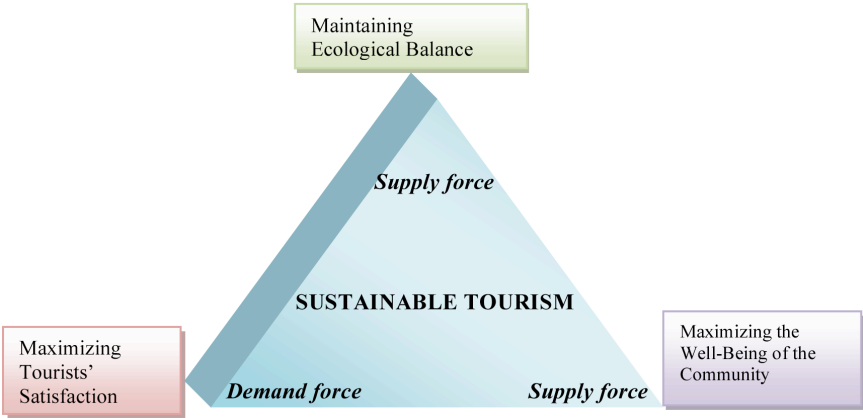 Maintaining
Ecological Balance
Supply force
SUSTAINABLE TOURISM
Maximizing
Tourists’
Satisfaction
Demand force
Supply force
Maximizing the
Well-Being of the
Community